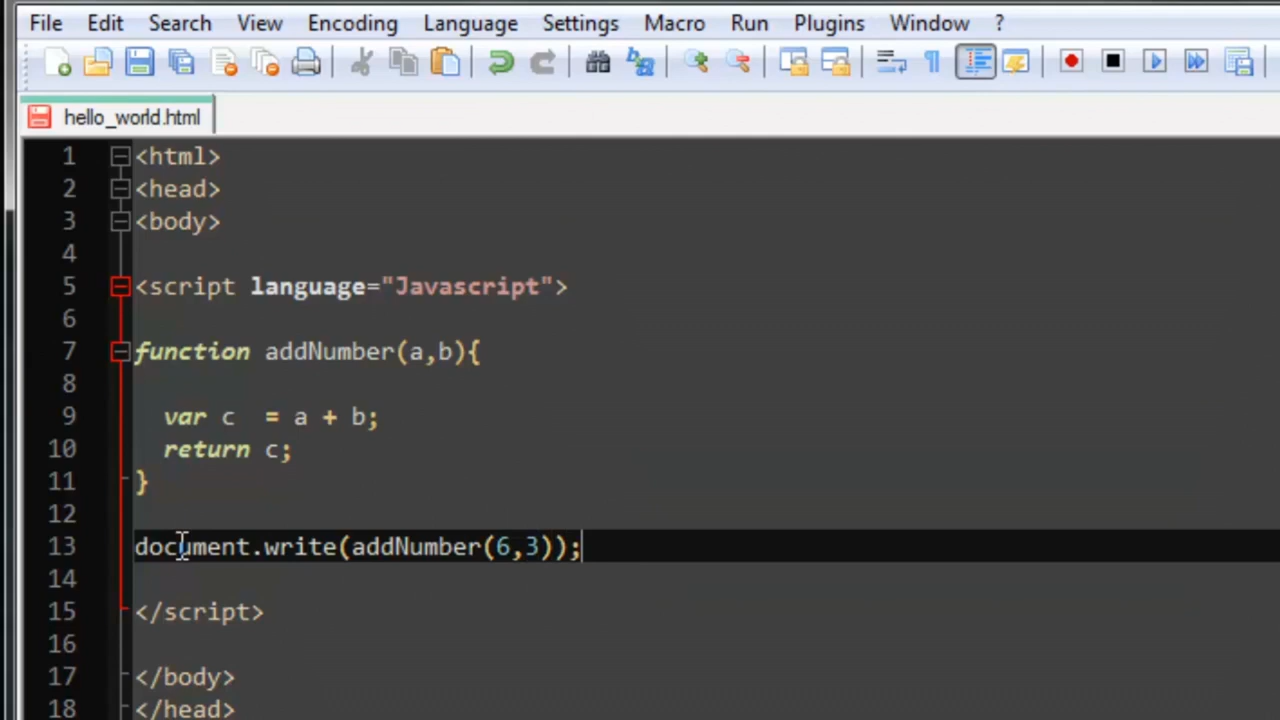 File Edit Search View Encoding Language Settings Macro Run Plugins Window ?
hello_world.html
1 <html>
2 <head>
3 <body>
4
5 <script language="Javascript">
6
7 function addNumber(a,b){
8
9 var c  = a + b;
10 return c;
11 }
12
13 document.write(addNumber(6,3));
14
15 </script>
16
17 </body>
18 </head>